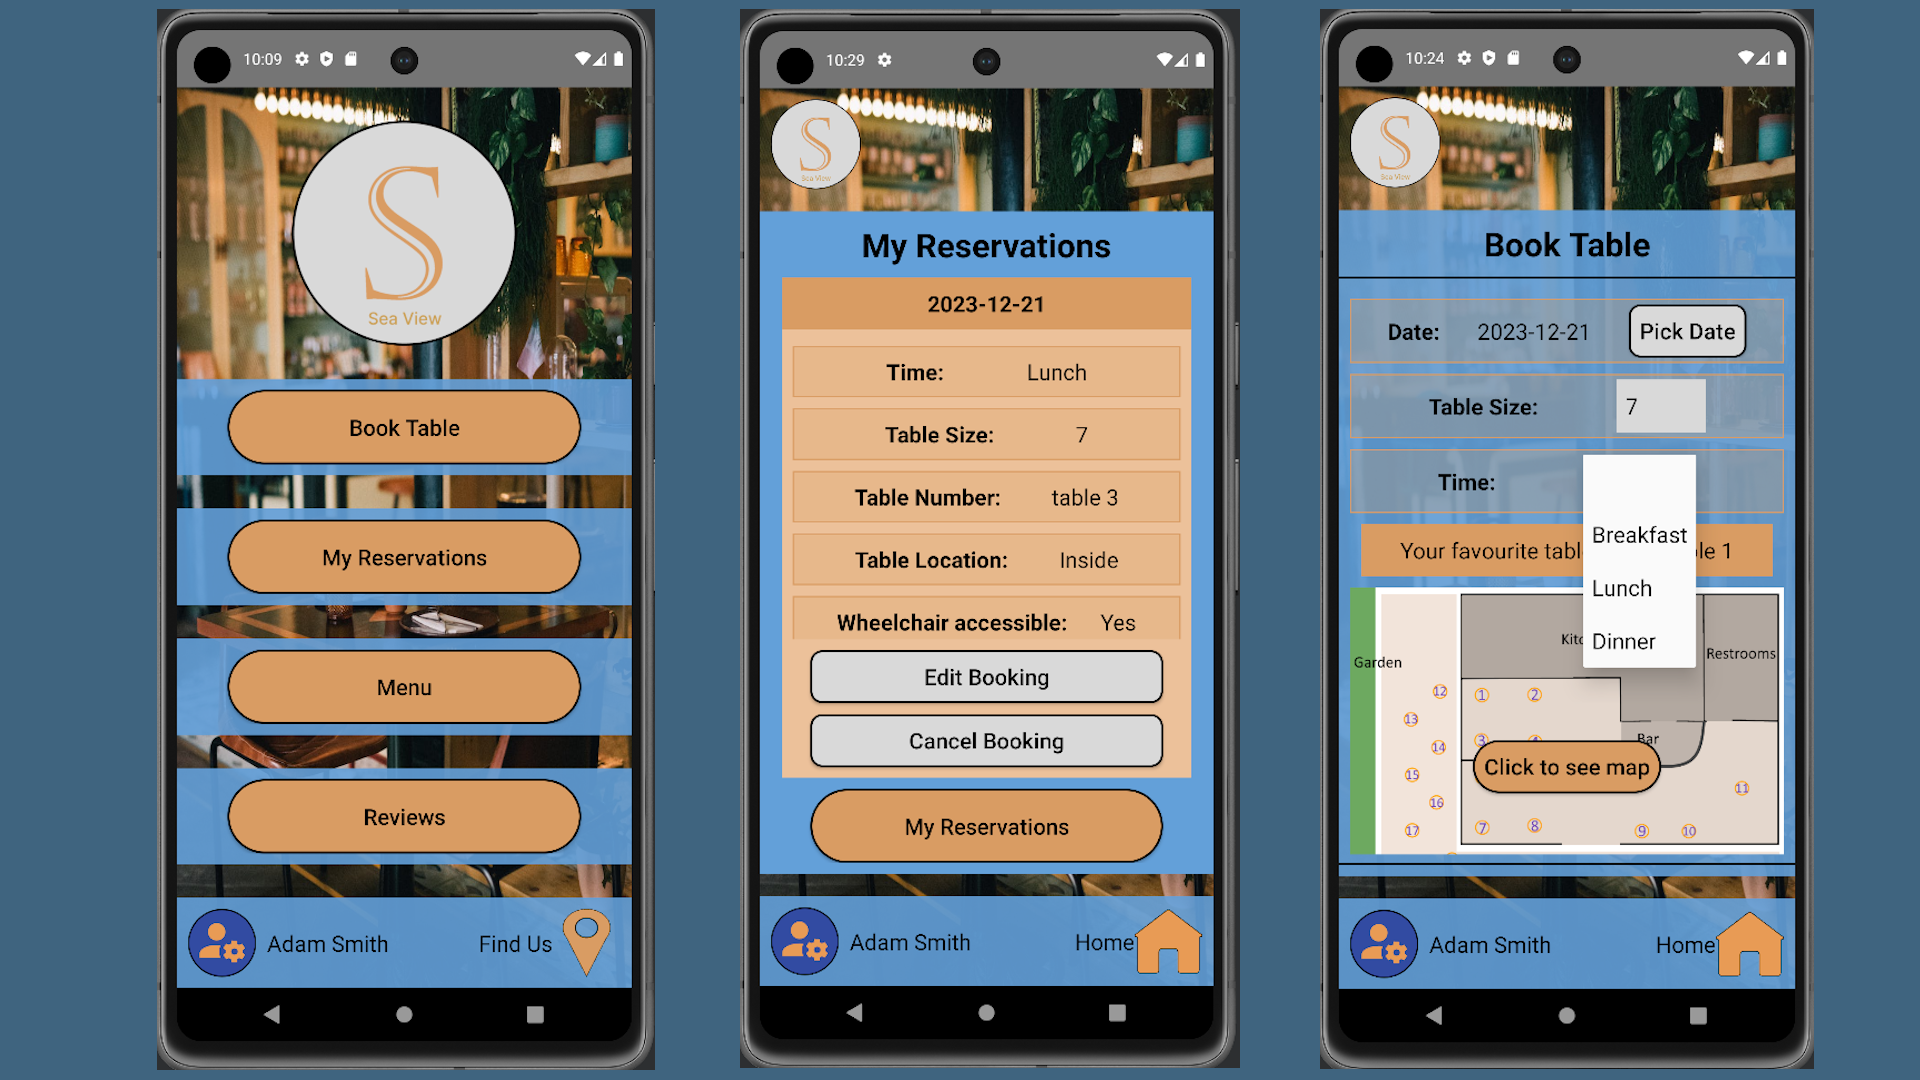 10:09
S
Sea View
Book Table
My Reservations
Menu
Reviews
Adam Smith
Find Us
10:29
S
Sea View
My Reservations
2023-12-21
Time: Lunch
Table Size: 7
Table Number: table 3
Table Location: Inside
Wheelchair accessible: Yes
Edit Booking
Cancel Booking
My Reservations
Adam Smith
Home
10:24
S
Sea View
Book Table
Date: 2023-12-21 Pick Date
Table Size: 7
Time:
Breakfast
Lunch
Dinner
Your favourite
1
Restrooms
Garden
12 1 2
13
3
14
Bar
Click to see map
15
11
16
17 7 8 9 10
Adam Smith
Home